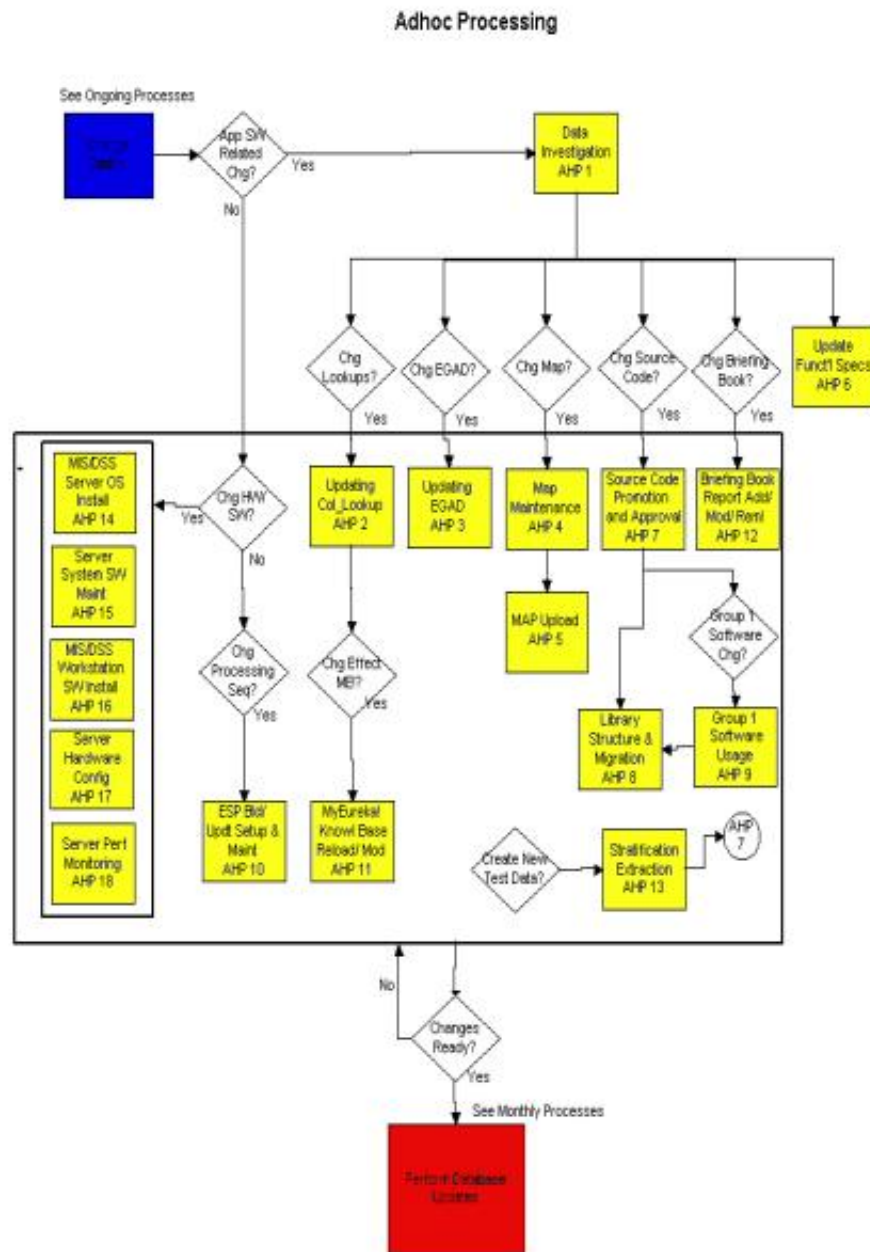 Adhoc Processing
See Ongoing Processes
App S/W
Related
Chg?
Yes
No
Data
Investigation
AHP 1
Chg
Lookups?
Yes
Chg EGAD?
Yes
Chg Map?
Yes
Chg Source
Code?
Yes
Chg Briefing
Book?
Yes
Update
Funct'l Specs
AHP 6
MIS/DSS
Server OS
Install
AHP 14
Server
System SW
Maint
AHP 15
MIS/DSS
Workstation
SW Install
AHP 16
Server
Hardware
Config
AHP 17
Server Perf
Monitoring
AHP 18
Chg H/W
S/W?
Yes
No
Chg
Processing
Seq?
Yes
ESP Bld/
Updt Setup &
Maint
AHP 10
Updating
Col_Lookup
AHP 2
Chg Effect
ME!?
Yes
MyEureka!
Knowl Base
Reload/ Mod
AHP 11
Updating
EGAD
AHP 3
Map
Maintenance
AHP 4
MAP Upload
AHP 5
Source Code
Promotion
and Approval
AHP 7
Briefing Book
Report Add/
Mod/ Rem/
AHP 12
Group 1
Software
Chg?
Library
Structure &
Migration
AHP 8
Group 1
Software
Usage
AHP 9
Create New
Test Data?
Stratification
Extraction
AHP 13
AHP
7
No
Changes
Ready?
Yes
See Monthly Processes
Perform Database
Updates